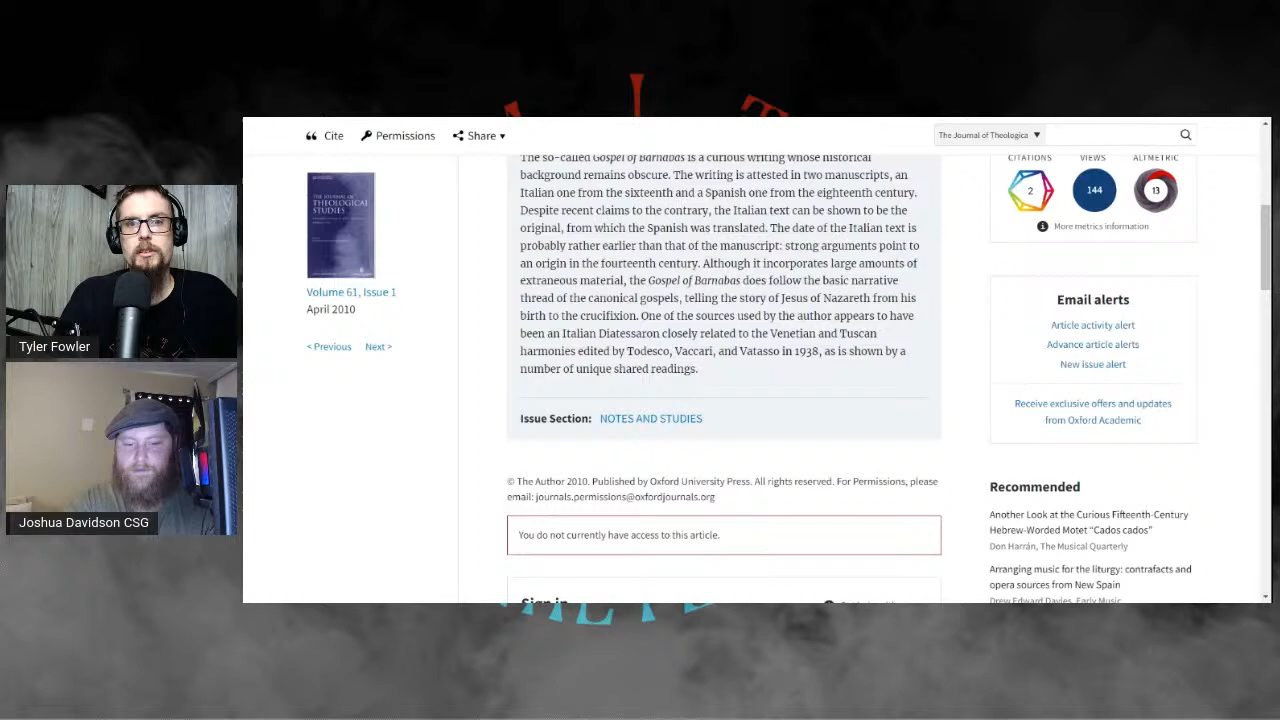 Cite
Permissions
Share
The Journal of Theologica
The so-called Gospel of Barnabas is a curious writing whose historical
background remains obscure. The writing is attested in two manuscripts, an
Italian one from the sixteenth and a Spanish one from the eighteenth century.
Despite recent claims to the contrary, the Italian text can be shown to be the
original, from which the Spanish was translated. The date of the Italian text is
probably rather earlier than that of the manuscript: strong arguments point to
an origin in the fourteenth century. Although it incorporates large amounts of
extraneous material, the Gospel of Barnabas does follow the basic narrative
thread of the canonical gospels, telling the story of Jesus of Nazareth from his
birth to the crucifixion. One of the sources used by the author appears to have
been an Italian Diatessaron closely related to the Venetian and Tuscan
harmonies edited by Todesco, Vaccari, and Vatasso in 1938, as is shown by a
number of unique shared readings.
Issue Section: NOTES AND STUDIES
© The Author 2010. Published by Oxford University Press. All rights reserved. For Permissions, please
email: journals.permissions@oxfordjournals.org
You do not currently have access to this article.
Sign in
THE JOURNAL OF
THEOLOGICAL
STUDIES
Volume 61, Issue 1
April 2010
< Previous Next >
CITATIONS VIEWS ALTMETRIC
2 144 13
More metrics information
Email alerts
Article activity alert
Advance article alerts
New issue alert
Receive exclusive offers and updates
from Oxford Academic
Recommended
Another Look at the Curious Fifteenth-Century
Hebrew-Worded Motet “Cados cados”
Don Harrán, The Musical Quarterly
Arranging music for the liturgy: contrafacts and
opera sources from New Spain
Drew Edward Davies, Early Music
Tyler Fowler
Joshua Davidson CSG